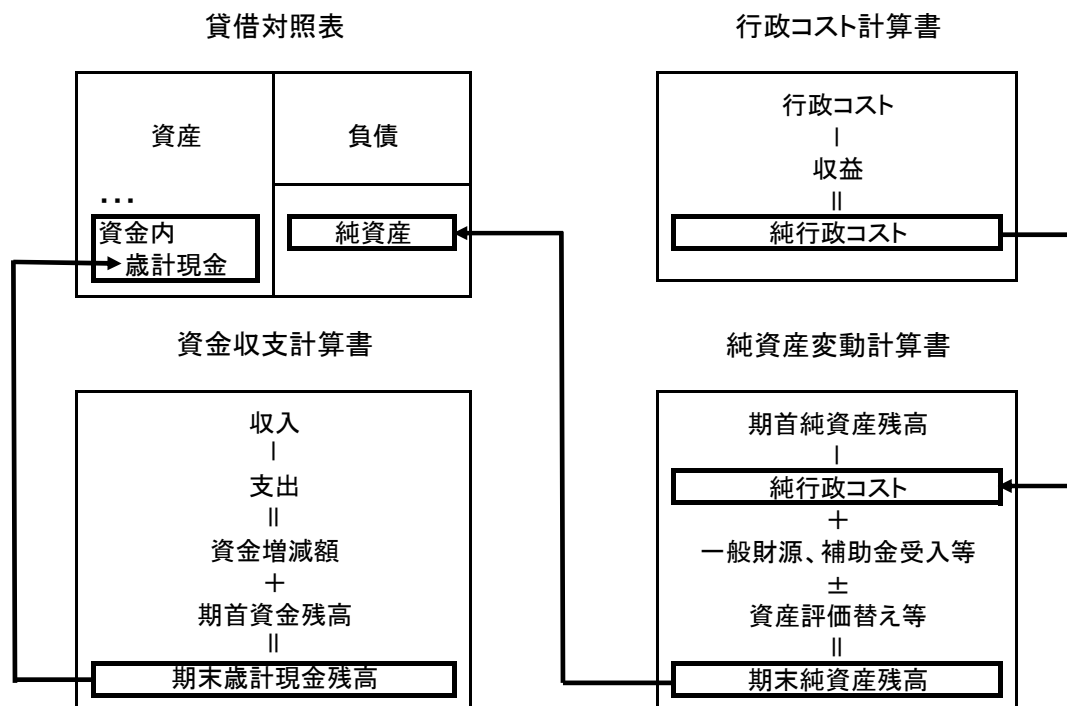 貸借対照表
資産
負債
...
資金内
歳計現金
純資産
行政コスト計算書
行政コスト
－
収益
＝
純行政コスト
資金収支計算書
収入
－
支出
＝
資金増減額
＋
期首資金残高
＝
期末歳計現金残高
純資産変動計算書
期首純資産残高
－
純行政コスト
＋
一般財源、補助金受入等
±
資産評価替え等
＝
期末純資産残高